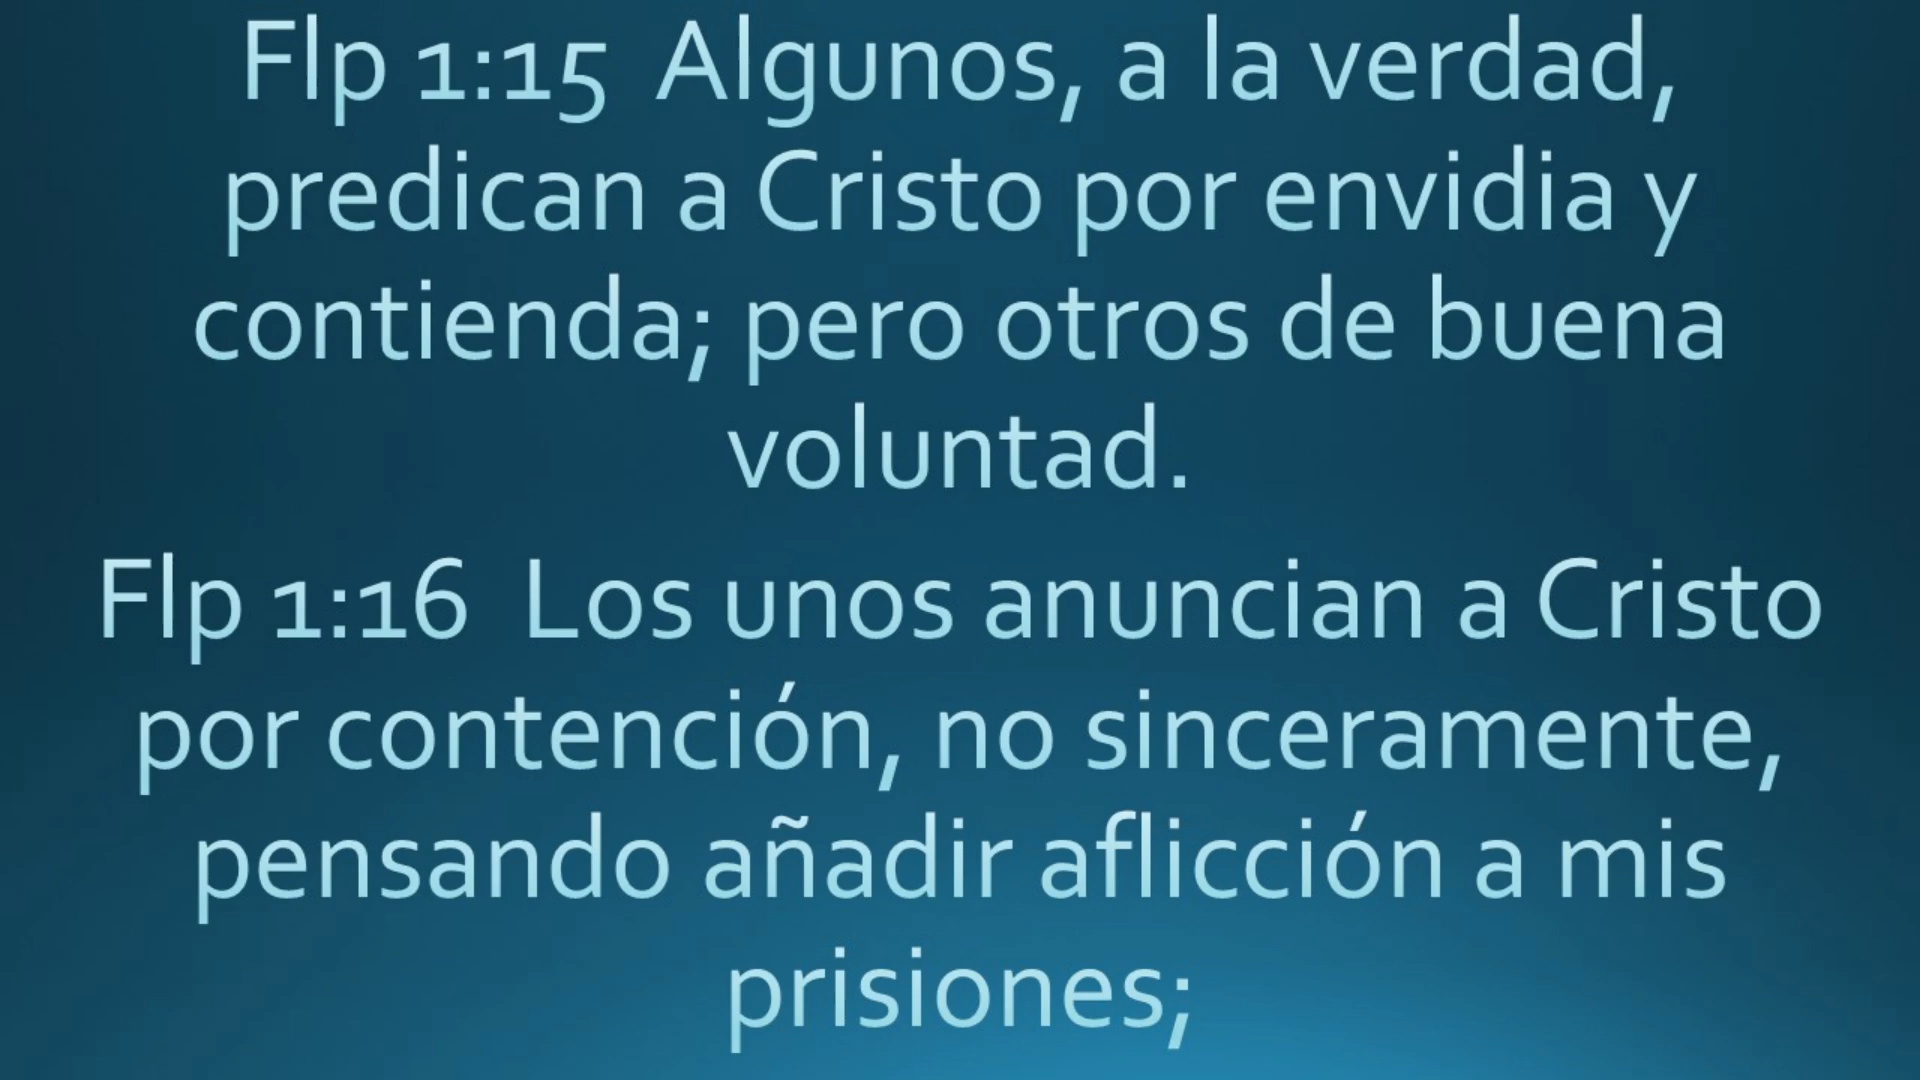 Flp 1:15  Algunos, a la verdad,
predican a Cristo por envidia y
contienda; pero otros de buena
voluntad.
Flp 1:16  Los unos anuncian a Cristo
por contención, no sinceramente,
pensando añadir aflicción a mis
prisiones;